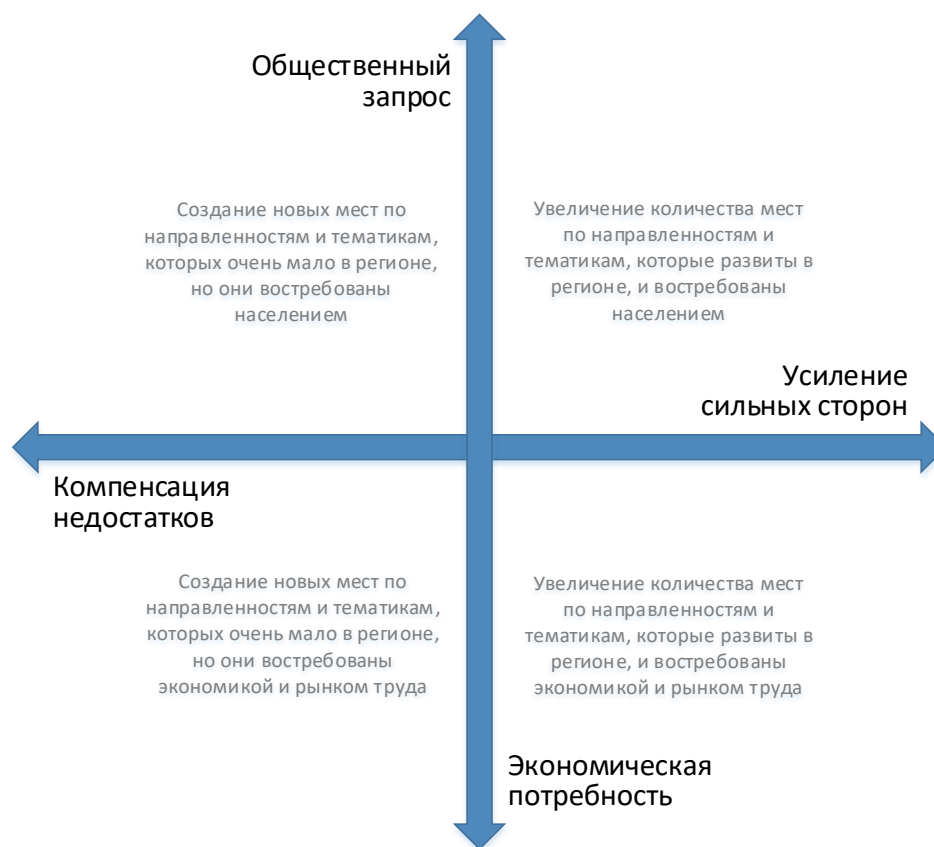 Общественный
запрос
Создание новых мест по
направленностям и тематикам,
которых очень мало в регионе,
но они востребованы
населением
Увеличение количества мест
по направленностям и
тематикам, которые развиты в
регионе, и востребованы
населением
Усиление
сильных сторон
Компенсация
недостатков
Создание новых мест по
направленностям и тематикам,
которых очень мало в регионе,
но они востребованы
экономикой и рынком труда
Увеличение количества мест
по направленностям и
тематикам, которые развиты в
регионе, и востребованы
экономикой и рынком труда
Экономическая
потребность